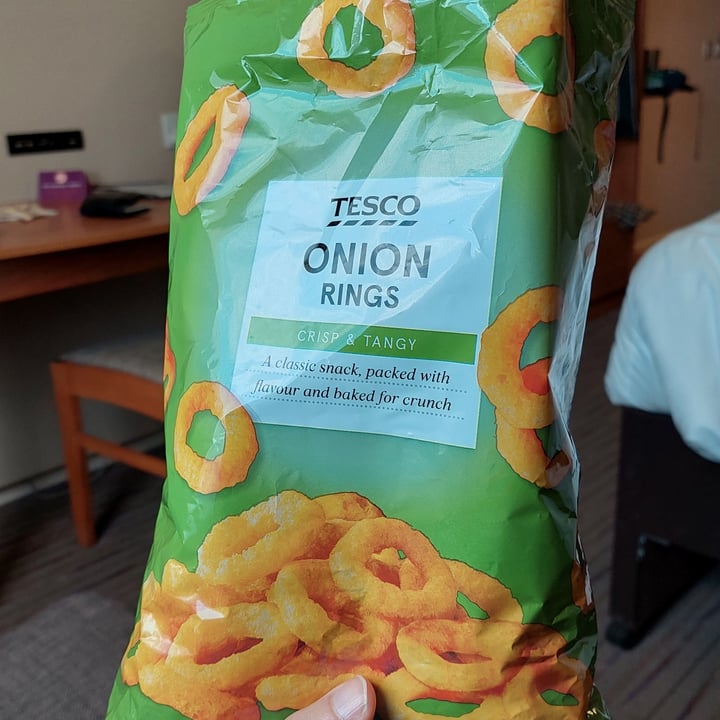 TESCO
ONION
RINGS
CRISP & TANGY
A classic snack, packed with
flavour and baked for crunch